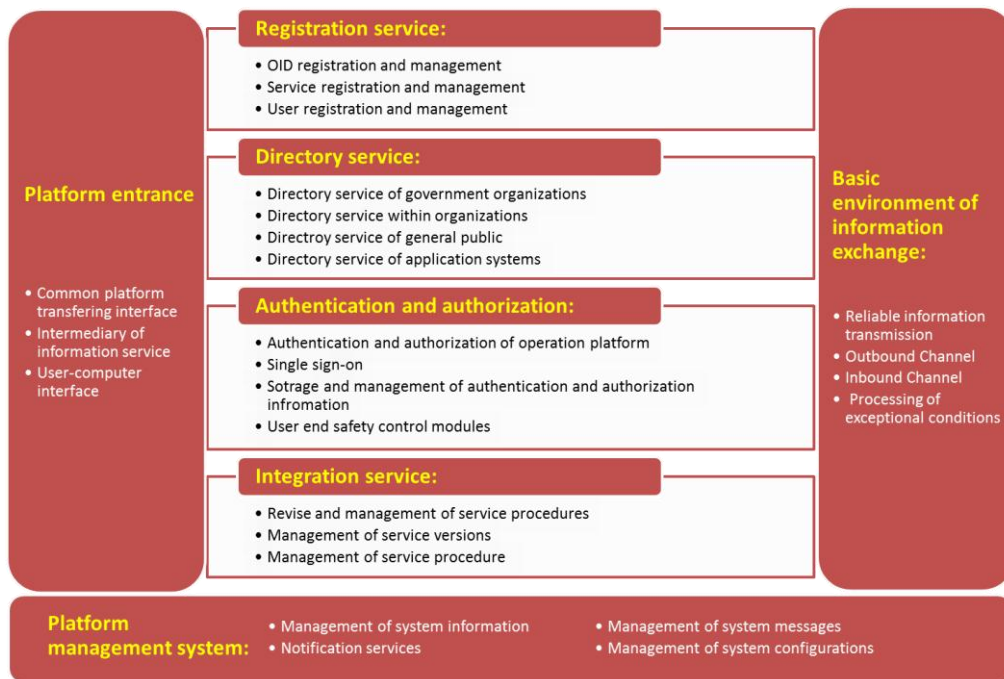 Platform entrance
• Common platform
transfering interface
• Intermediary of
information service
• User-computer
interface
Registration service:
• OID registration and management
• Service registration and management
• User registration and management
Directory service:
• Directory service of government organizations
• Directory service within organizations
• Directroy service of general public
• Directory service of application systems
Authentication and authorization:
• Authentication and authorization of operation platform
• Single sign-on
• Sotrage and management of authentication and authorization
infromation
• User end safety control modules
Integration service:
• Revise and management of service procedures
• Management of service versions
• Management of service procedure
Basic
environment of
information
exchange:
• Reliable information
transmission
• Outbound Channel
• Inbound Channel
• Processing of
exceptional conditions
Platform
management system:
• Management of system information
• Notification services
• Management of system messages
• Management of system configurations